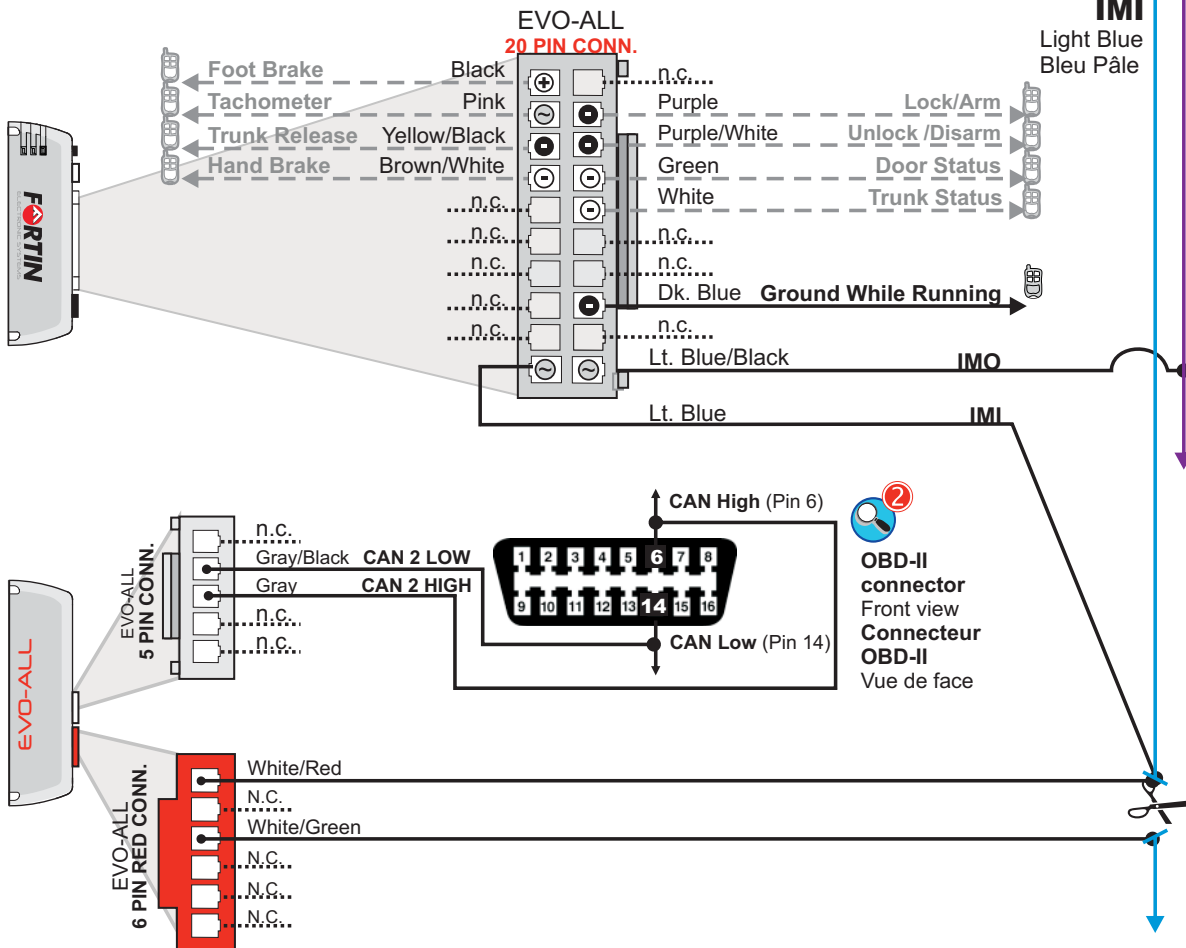 EVO-ALL
20 PIN CONN.
IMI
Light Blue
Bleu Pâle
Foot Brake Black n.c.
Tachometer Pink Purple Lock/Arm
Trunk Release Yellow/Black Purple/White Unlock /Disarm
Hand Brake Brown/White Green Door Status
n.c. White Trunk Status
n.c. n.c.
n.c. n.c.
n.c. Dk. Blue Ground While Running
n.c. n.c.
Lt. Blue/Black IMO
Lt. Blue IMI
FORTIN
ELECTRONIC SYSTEMS
EVO-ALL
5 PIN CONN.
n.c.
Gray/Black CAN 2 LOW
Gray CAN 2 HIGH
n.c.
n.c.
CAN High (Pin 6)
1 2 3 4 5 6 7 8
9 10 11 12 13 14 15 16
CAN Low (Pin 14)
2
OBD-II
connector
Front view
Connecteur
OBD-II
Vue de face
EVO-ALL
EVO-ALL
6 PIN RED CONN.
White/Red
N.C.
White/Green
N.C.
N.C.
N.C.